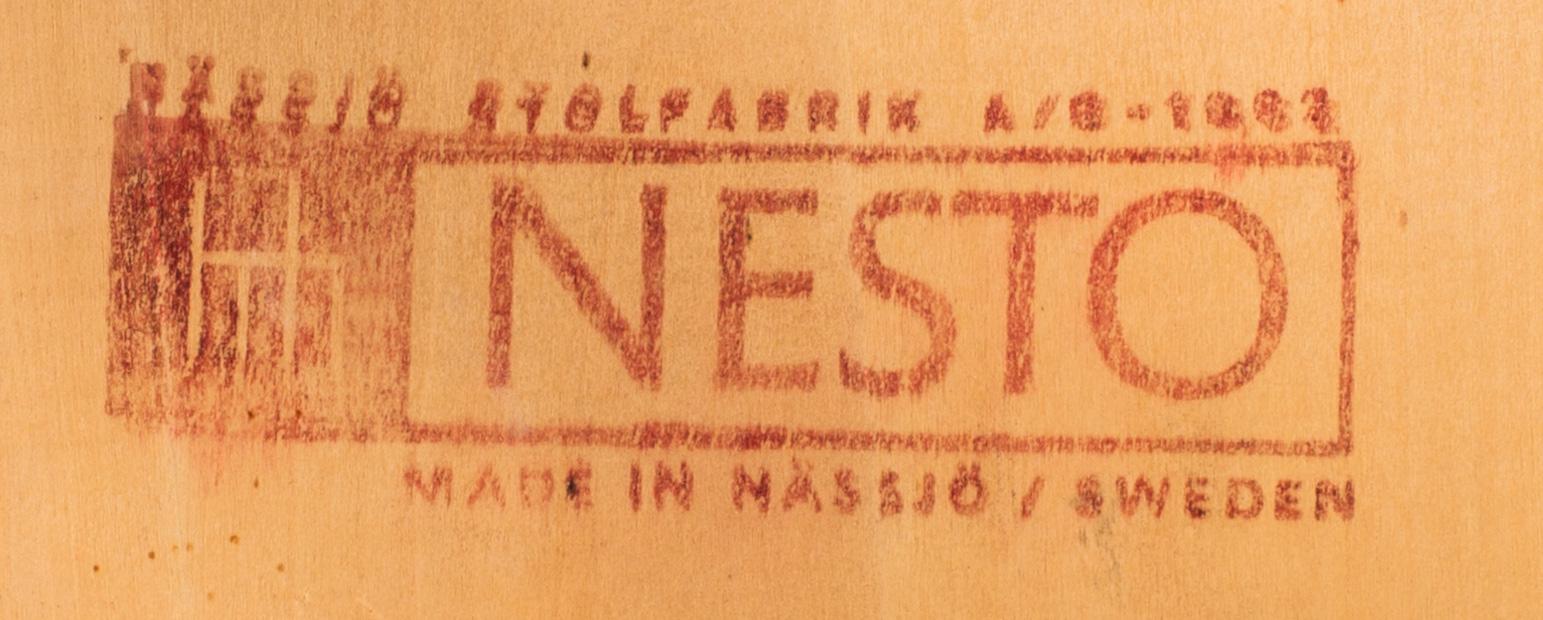 NÄSSJÖ STOLFABRIK A/B
NESTO
MADE IN NÄSSJÖ / SWEDEN